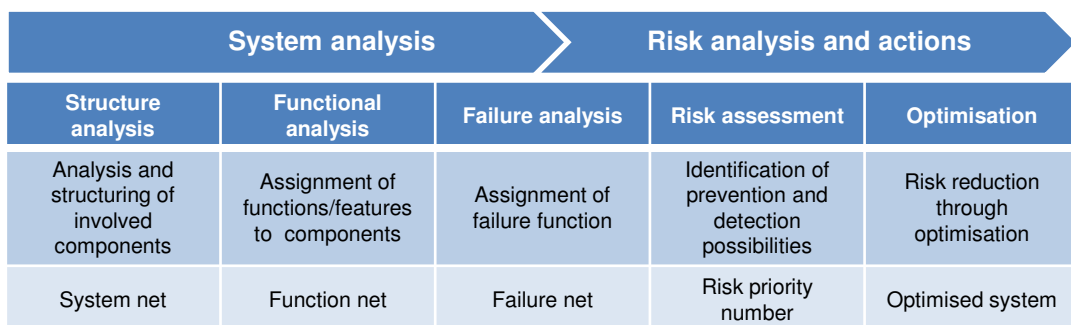 System analysis
Risk analysis and actions
Structure
analysis
Functional
analysis
Failure analysis
Risk assessment
Optimisation
Analysis and
structuring of
involved
components
Assignment of
functions/features
to components
Assignment of
failure function
Identification of
prevention and
detection
possibilities
Risk reduction
through
optimisation
System net
Function net
Failure net
Risk priority
number
Optimised system